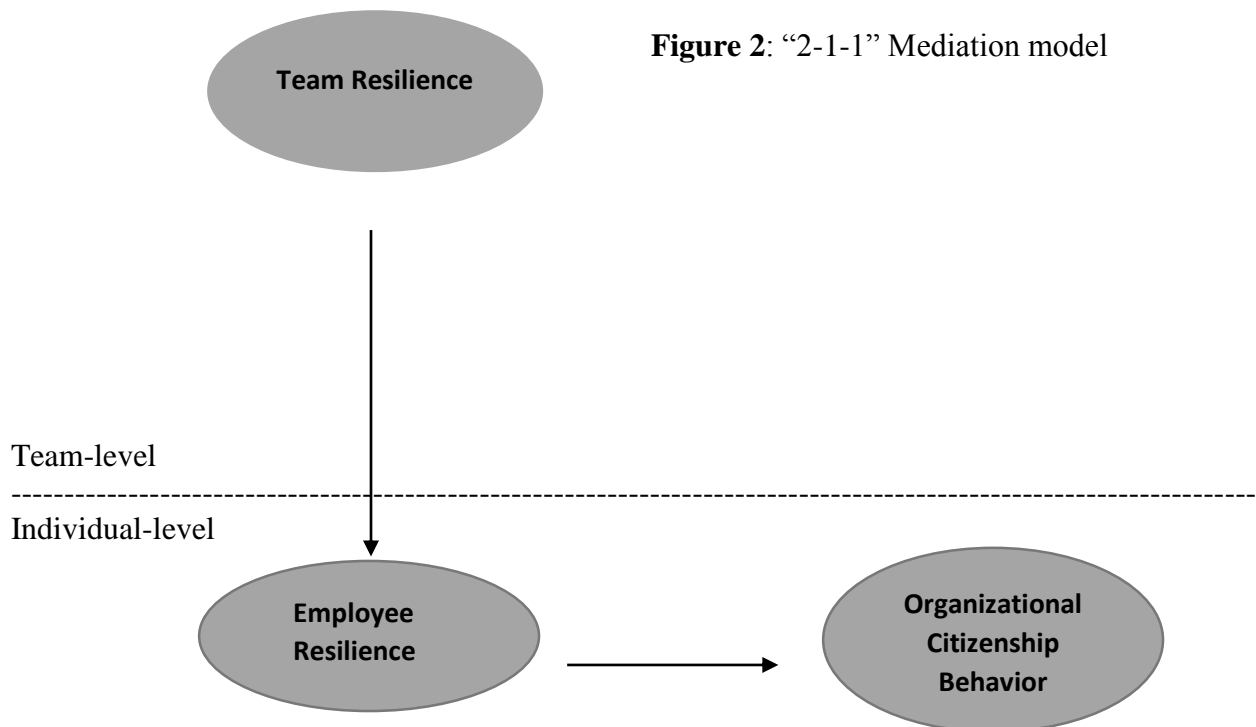 Figure 2: “2-1-1” Mediation model
Team Resilience
Team-level
Individual-level
Employee
Resilience
Organizational
Citizenship
Behavior